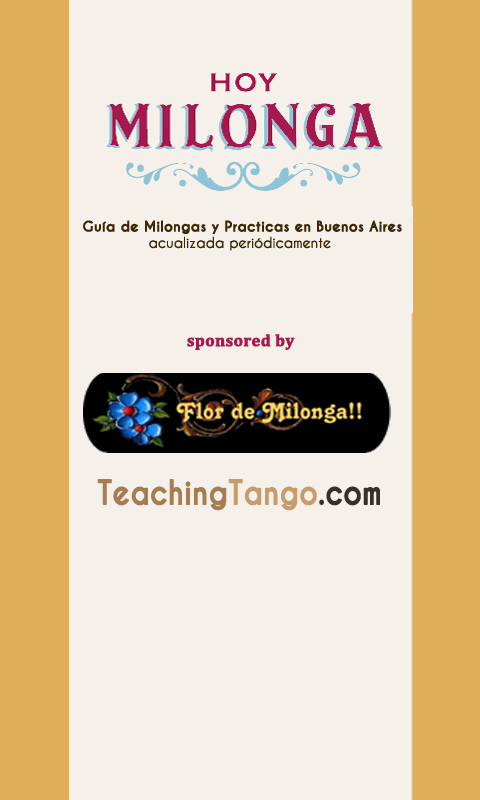 HOY
MILONGA
Guía de Milongas y Practicas en Buenos Aires
acualizada periódicamente
sponsored by
Flor de Milonga!!
TeachingTango.com